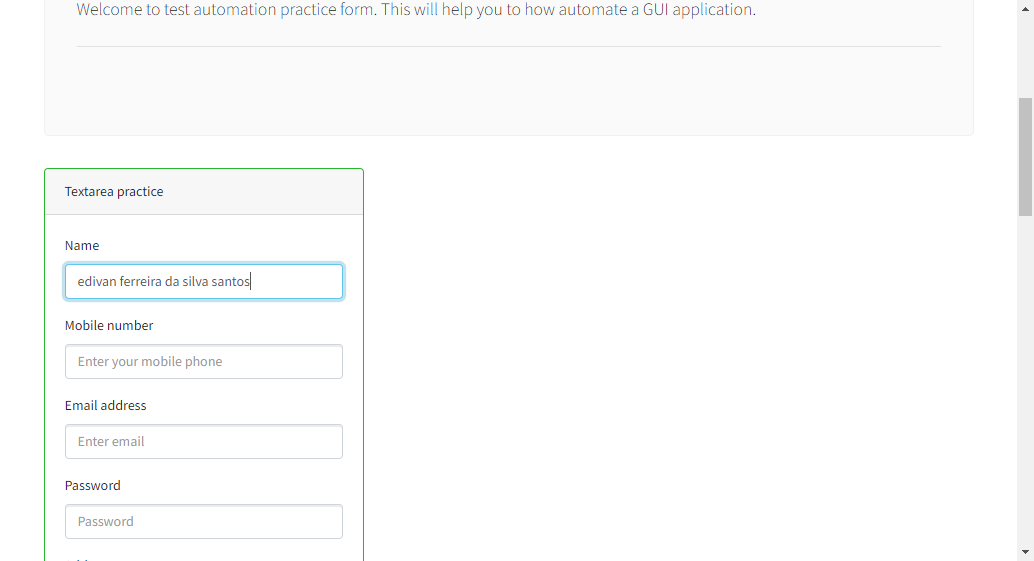 Welcome to test automation practice form. This will help you to how automate a GUI application.
Textarea practice
Name
edivan ferreira da silva santos
Mobile number
Enter your mobile phone
Email address
Enter email
Password
Password